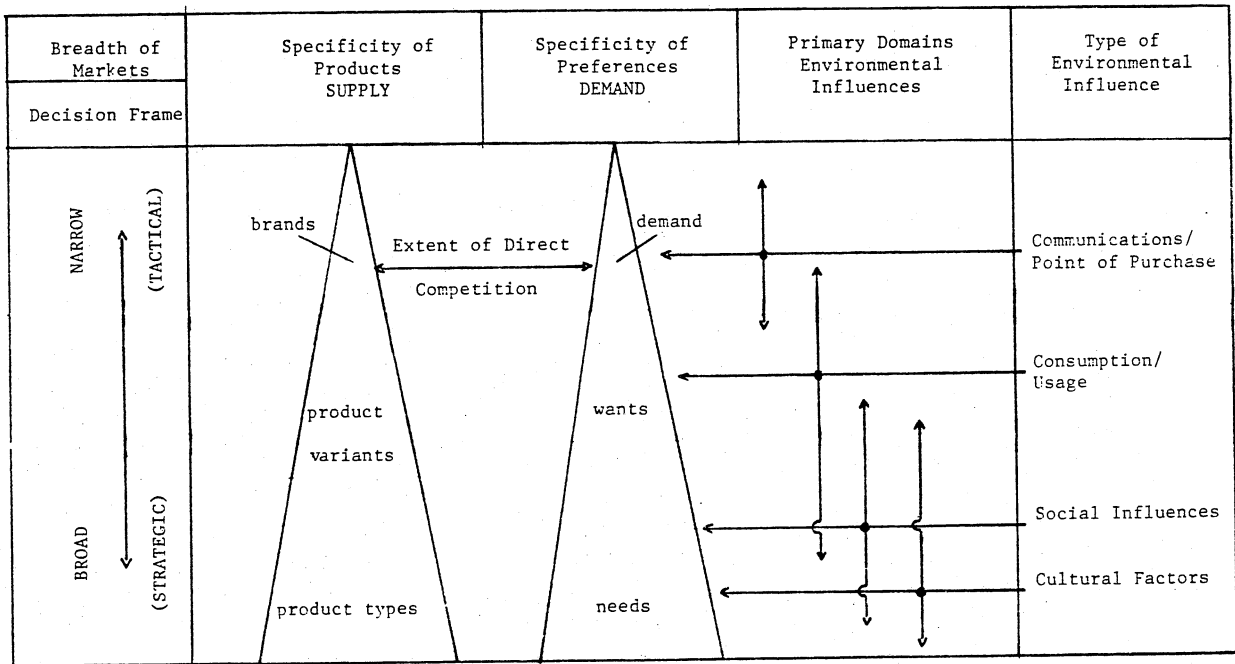 Breadth of
Markets
Decision Frame
Specificity of
Products
SUPPLY
Specificity of
Preferences
DEMAND
Primary Domains
Environmental
Influences
Type of
Environmental
Influence
NARROW
(TACTICAL)
BROAD
(STRATEGIC)
brands
Extent of Direct
Competition
demand
product
variants
wants
product types
needs
Communications/
Point of Purchase
Consumption/
Usage
Social Influences
Cultural Factors